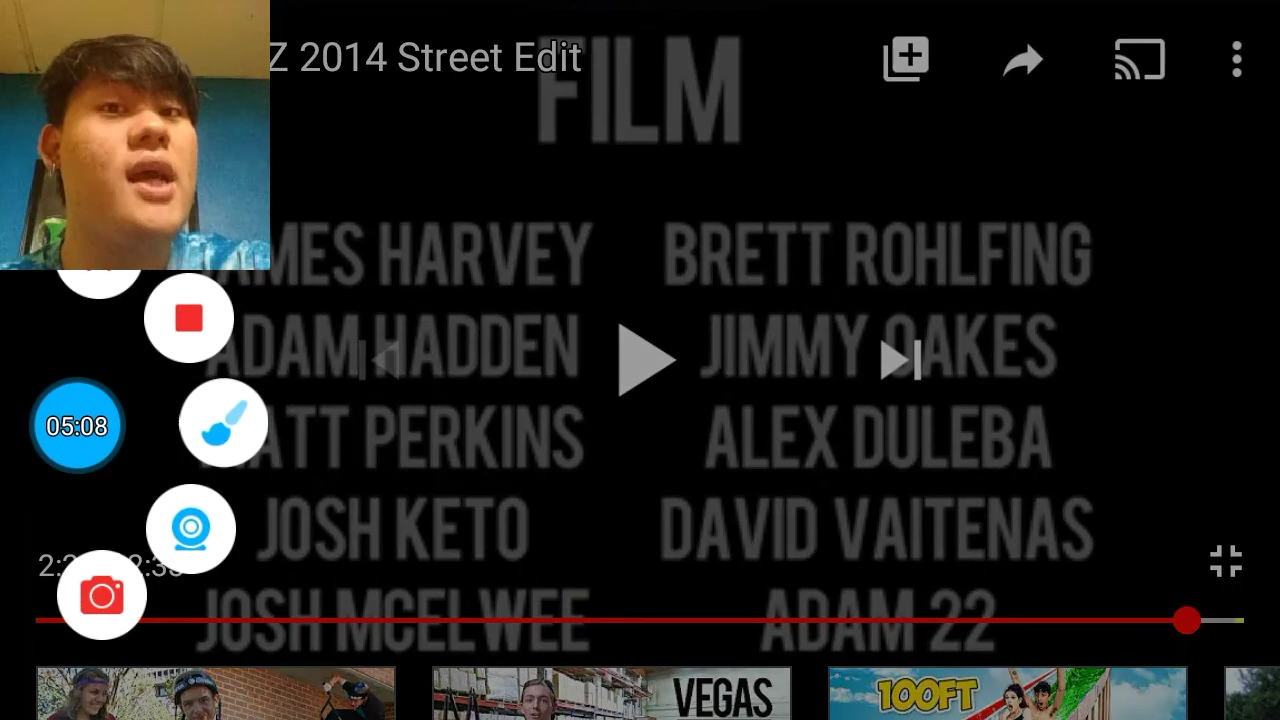 Z 2014 Street Edit
FILM
MES HARVEY BRETT ROHLFING
ADAM HADDEN JIMMY OAKES
05:08
ATT PERKINS ALEX DULEBA
JOSH KETO DAVID VAITENAS
JOSH MCELWEE ADAM 22
VEGAS
100FT